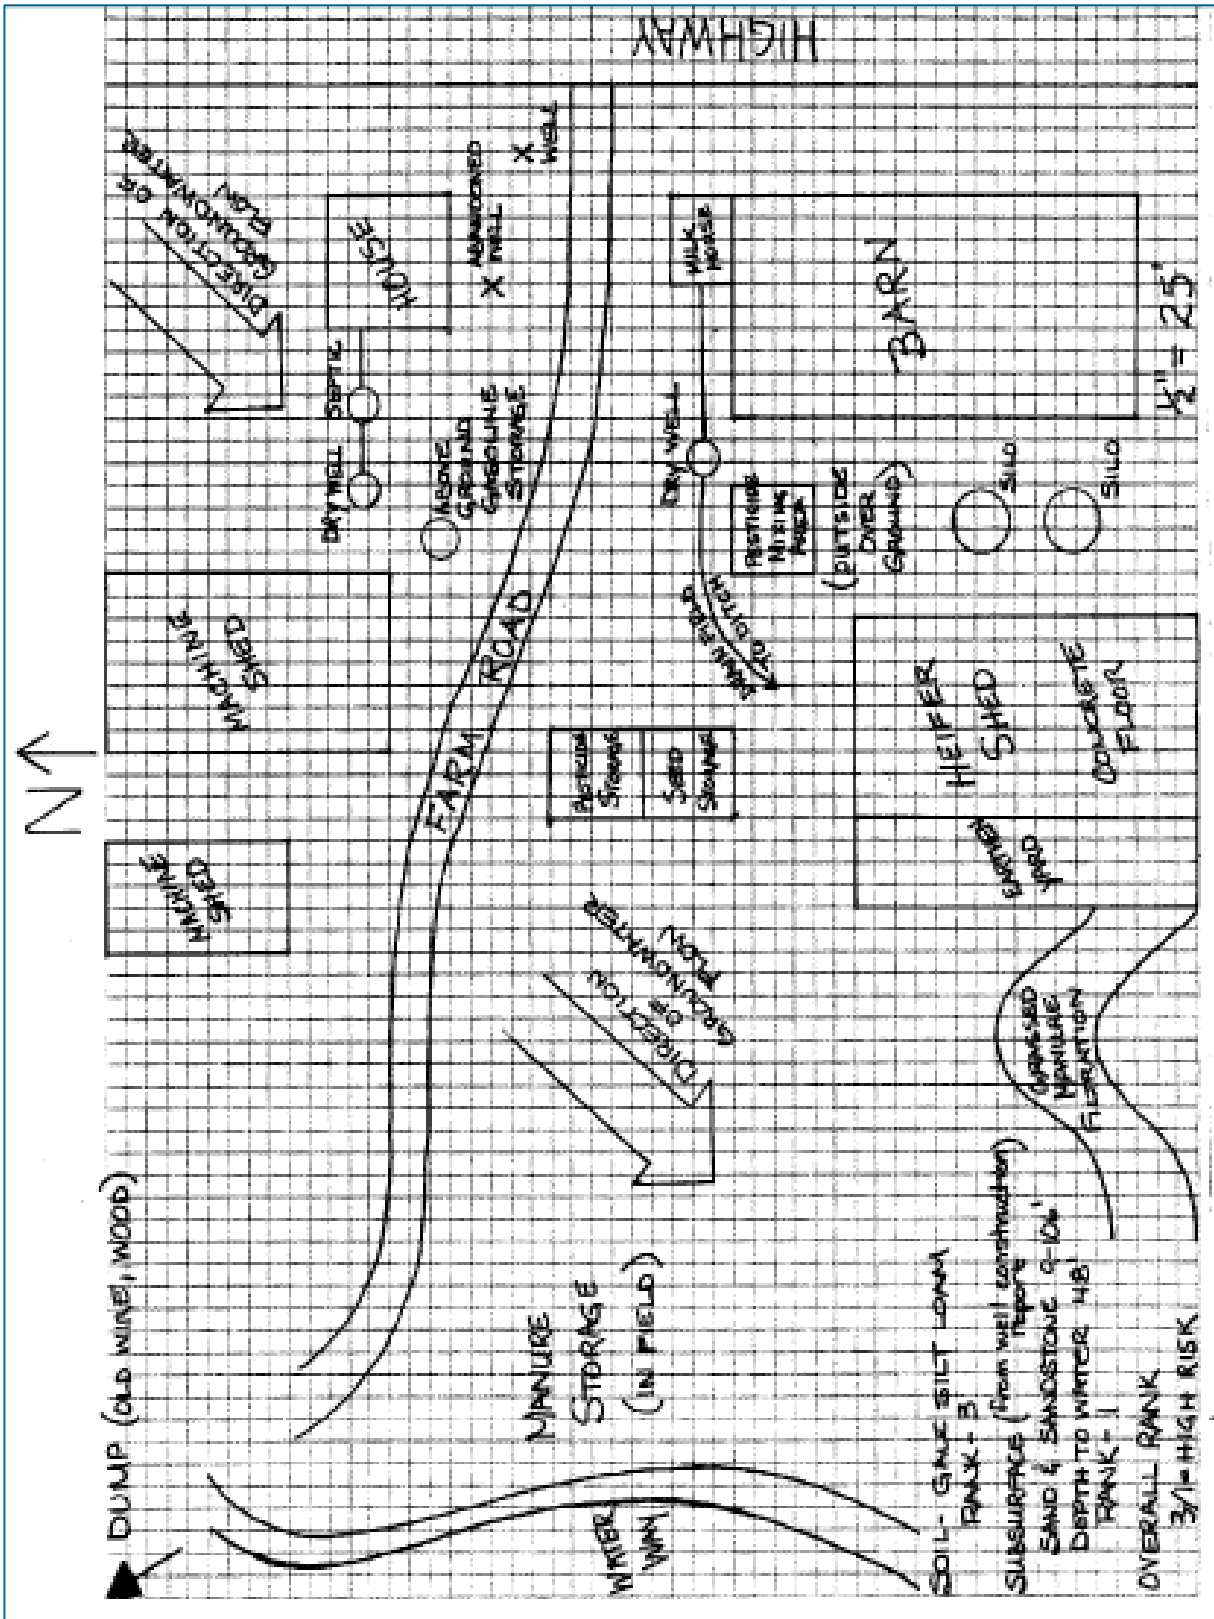 HIGHWAY
N
DIRECTION OF
GROUNDWATER
FLOW
HOUSE
ABANDONED
WELL
X
X
WELL
SEPTIC
DRY WELL
ABOVE
GROUND
GASOLINE
STORAGE
MACHINE
SHED
MACHINE
SHED
FARM ROAD
MILK
HOUSE
BARN
1/2" = 25'
DRY WELL
PESTICIDE
MIXING
AREA
(OUTSIDE
OVER
GROUND)
SILO
SILO
DOWN FIELD
TO DITCH
PESTICIDE
STORAGE
SEED
STORAGE
HEIFER
SHED
CONCRETE
FLOOR
EARTHEN
YARD
DIRECTION
OF
GROUNDWATER
FLOW
GRASSED
MANURE
FILTRATION
DUMP (OLD WIRE, WOOD)
MANURE
STORAGE
(IN FIELD)
WATER
WAY
SOIL - GALE SILT LOAM
RANK - 3
SUBSURFACE (from well construction
report)
SAND & SANDSTONE 9-106'
DEPTH TO WATER 48'
RANK - 1
OVERALL RANK
3/1 = HIGH RISK